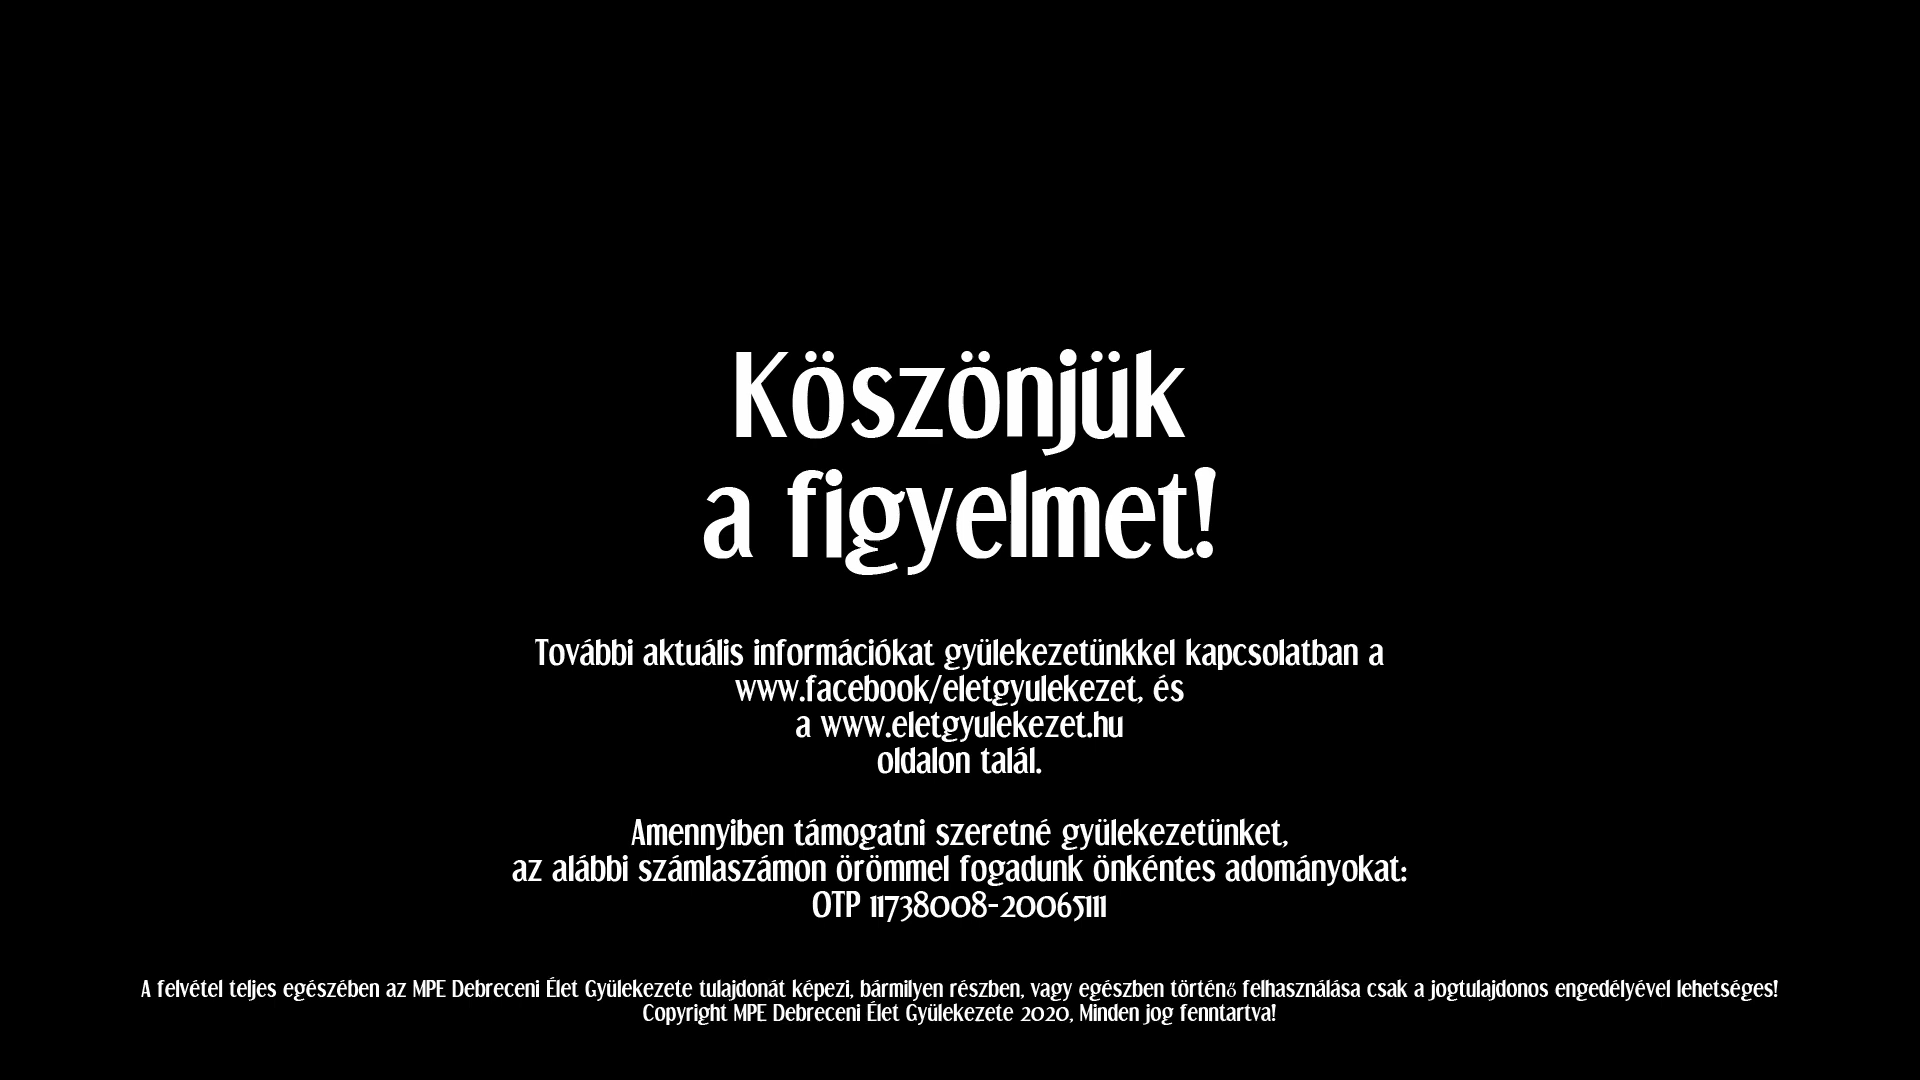 Köszönjük
a figyelmet!
További aktuális információkat gyülekezetünkkel kapcsolatban a
www.facebook/eletgyulekezet, és
a www.eletgyulekezet.hu
oldalon talál.
Amennyiben támogatni szeretné gyülekezetünket,
az alábbi számlaszámon örömmel fogadunk önkéntes adományokat:
OTP 11738008-20065111
A felvétel teljes egészében az MPE Debreceni Élet Gyülekezete tulajdonát képezi, bármilyen részben, vagy egészben történő felhasználása csak a jogtulajdonos engedélyével lehetséges!
Copyright MPE Debreceni Élet Gyülekezete 2020, Minden jog fenntartva!